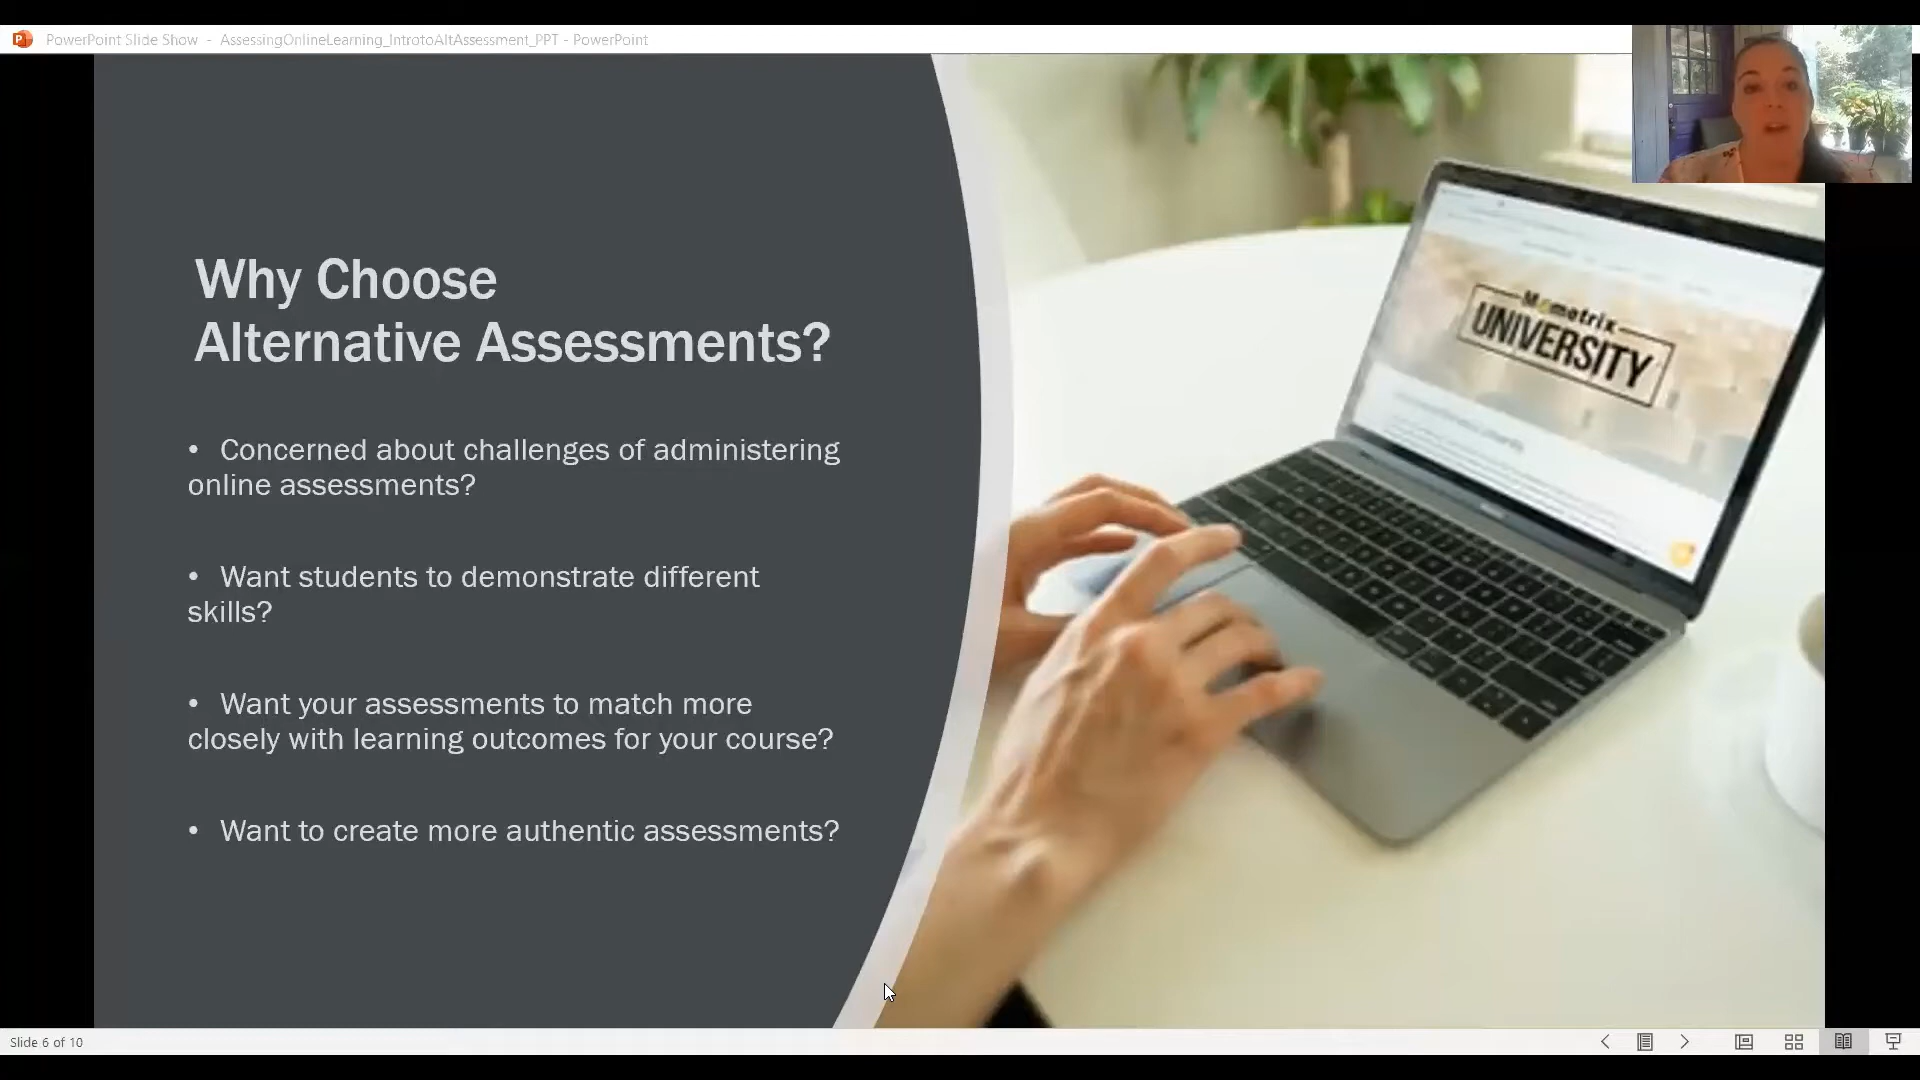 PowerPoint Slide Show - AssessingOnlineLearning_IntrotoAltAssessment_PPT - PowerPoint
Why Choose
Alternative Assessments?
• Concerned about challenges of administering
online assessments?
• Want students to demonstrate different
skills?
• Want your assessments to match more
closely with learning outcomes for your course?
• Want to create more authentic assessments?
Mometrix
UNIVERSITY
Slide 6 of 10